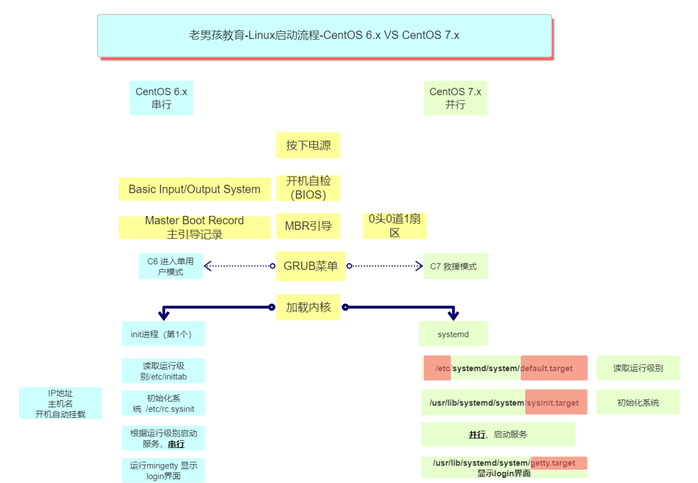 老男孩教育-Linux启动流程-CentOS 6.x VS CentOS 7.x
CentOS 6.x
串行
CentOS 7.x
并行
按下电源
Basic Input/Output System
开机自检
（BIOS）
Master Boot Record
主引导记录
MBR引导
0头0道1扇
区
C6 进入单用
户模式
GRUB菜单
C7 救援模式
加载内核
init进程（第1个）
systemd
读取运行级
别/etc/inittab
/etc/systemd/system/default.target
读取运行级别
IP地址
主机名
开机自动挂载
初始化系
统 /etc/rc.sysinit
/usr/lib/systemd/system/sysinit.target
初始化系统
根据运行级别启动
服务，串行
并行、启动服务
运行mingetty 显示
login界面
/usr/lib/systemd/system/getty.target
显示login界面